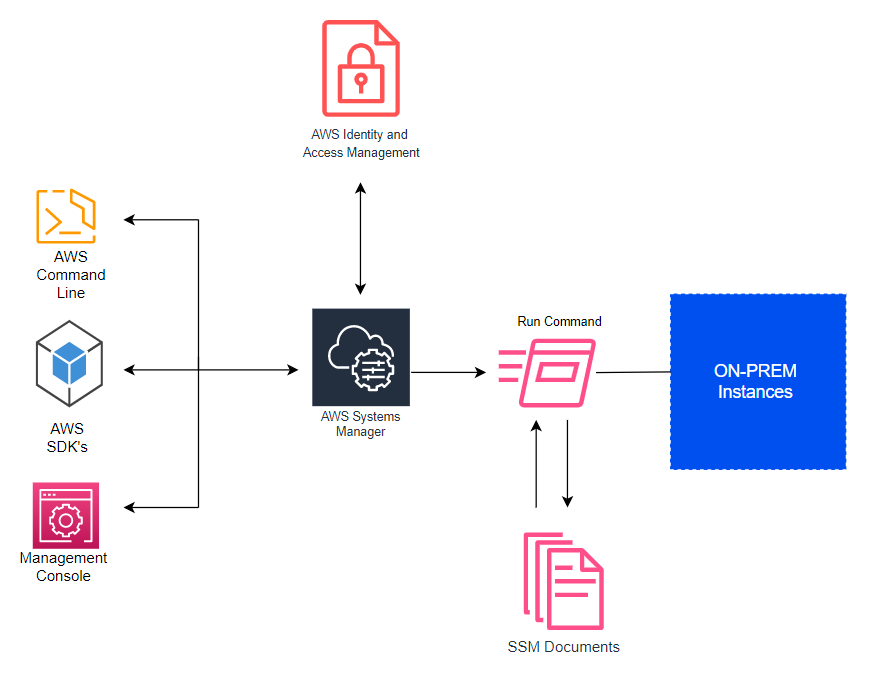 AWS Identity and
Access Management
AWS
Command
Line
Run Command
ON-PREM
Instances
AWS Systems
Manager
AWS
SDK's
Management
Console
SSM Documents